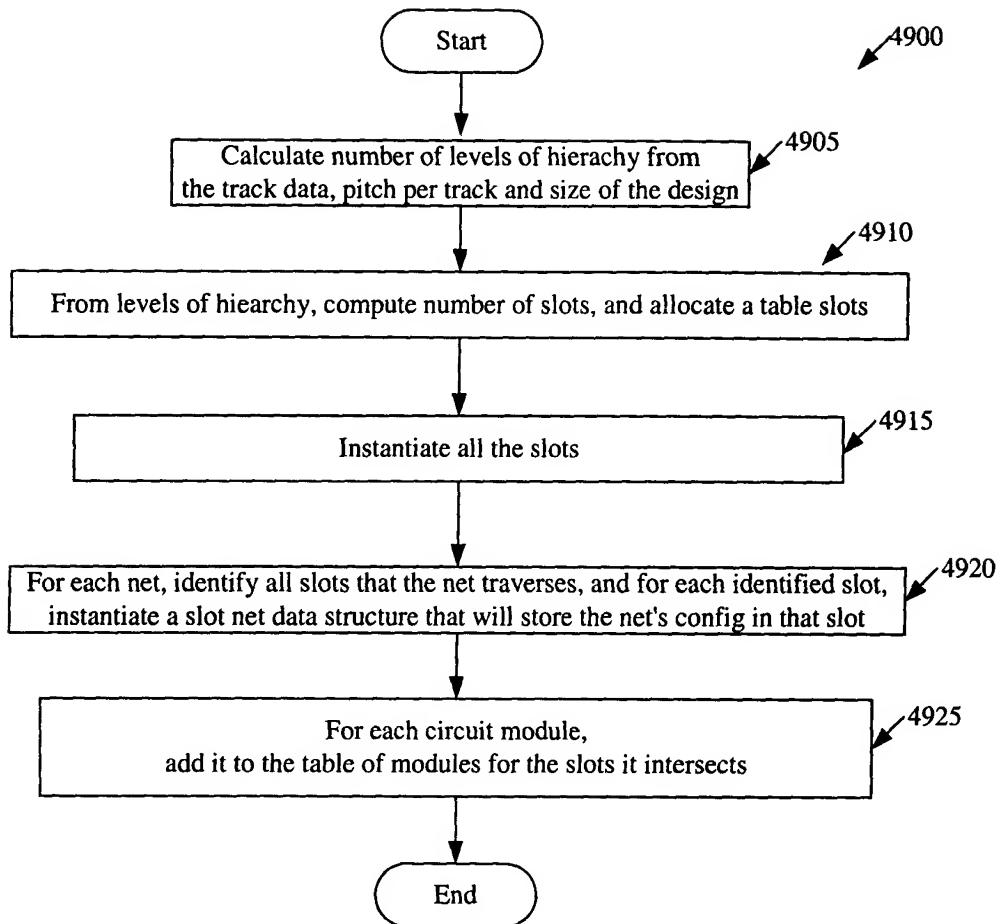 Start
4900
4905
Calculate number of levels of hierachy from
the track data, pitch per track and size of the design
4910
From levels of hiearchy, compute number of slots, and allocate a table slots
4915
Instantiate all the slots
4920
For each net, identify all slots that the net traverses, and for each identified slot,
instantiate a slot net data structure that will store the net's config in that slot
4925
For each circuit module,
add it to the table of modules for the slots it intersects
End